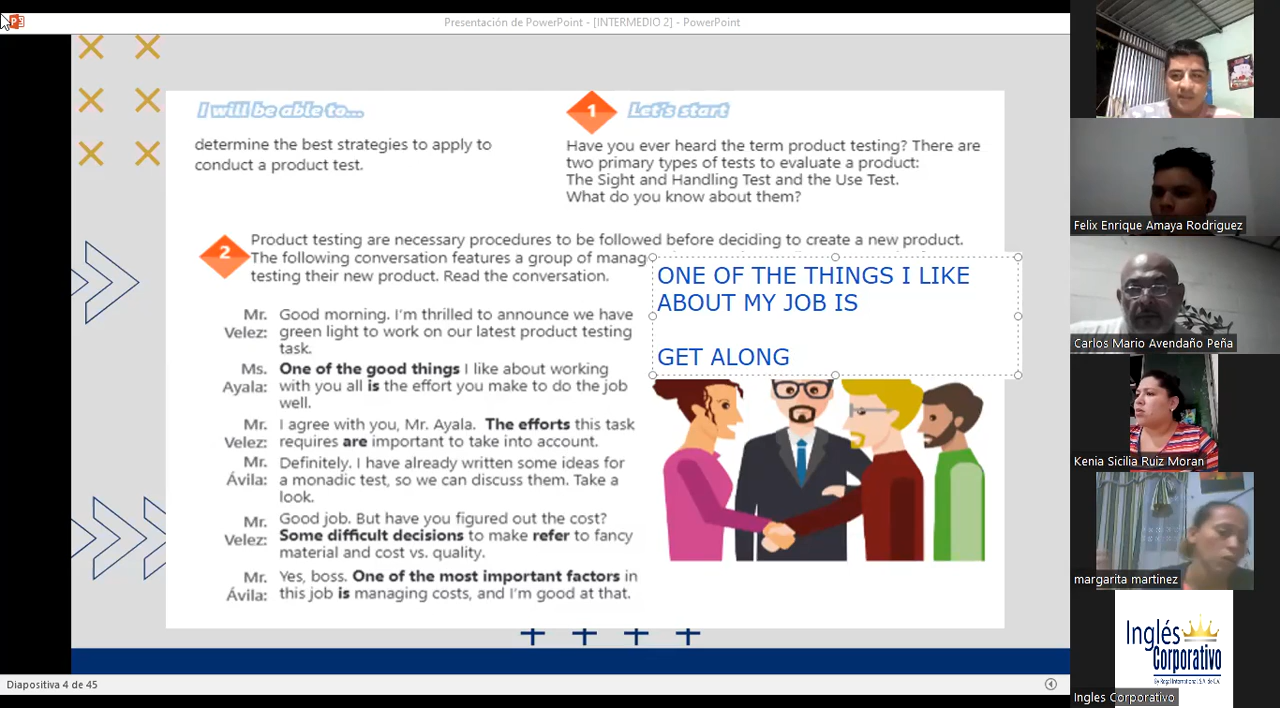 Presentación de PowerPoint - [INTERMEDIO 2] - PowerPoint
I will be able to...
determine the best strategies to apply to
conduct a product test.
1
Let's start
Have you ever heard the term product testing? There are
two primary types of tests to evaluate a product:
The Sight and Handling Test and the Use Test.
What do you know about them?
2
Product testing are necessary procedures to be followed before deciding to create a new product.
The following conversation features a group of manag
testing their new product. Read the conversation.
ONE OF THE THINGS I LIKE
ABOUT MY JOB IS
GET ALONG
Mr. Velez: Good morning. I'm thrilled to announce we have
green light to work on our latest product testing
task.
Ms. Ayala: One of the good things I like about working
with you all is the effort you make to do the job
well.
Mr. Velez: I agree with you, Mr. Ayala. The efforts this task
requires are important to take into account.
Mr. Ávila: Definitely. I have already written some ideas for
a monadic test, so we can discuss them. Take a
look.
Mr. Velez: Good job. But have you figured out the cost?
Some difficult decisions to make refer to fancy
material and cost vs. quality.
Mr. Ávila: Yes, boss. One of the most important factors in
this job is managing costs, and I'm good at that.
Diapositiva 4 de 45
Felix Enrique Amaya Rodriguez
Carlos Mario Avendaño Peña
Kenia Sicilia Ruiz Moran
margarita martínez
Inglés
Corporativo
Ingles Corporativo